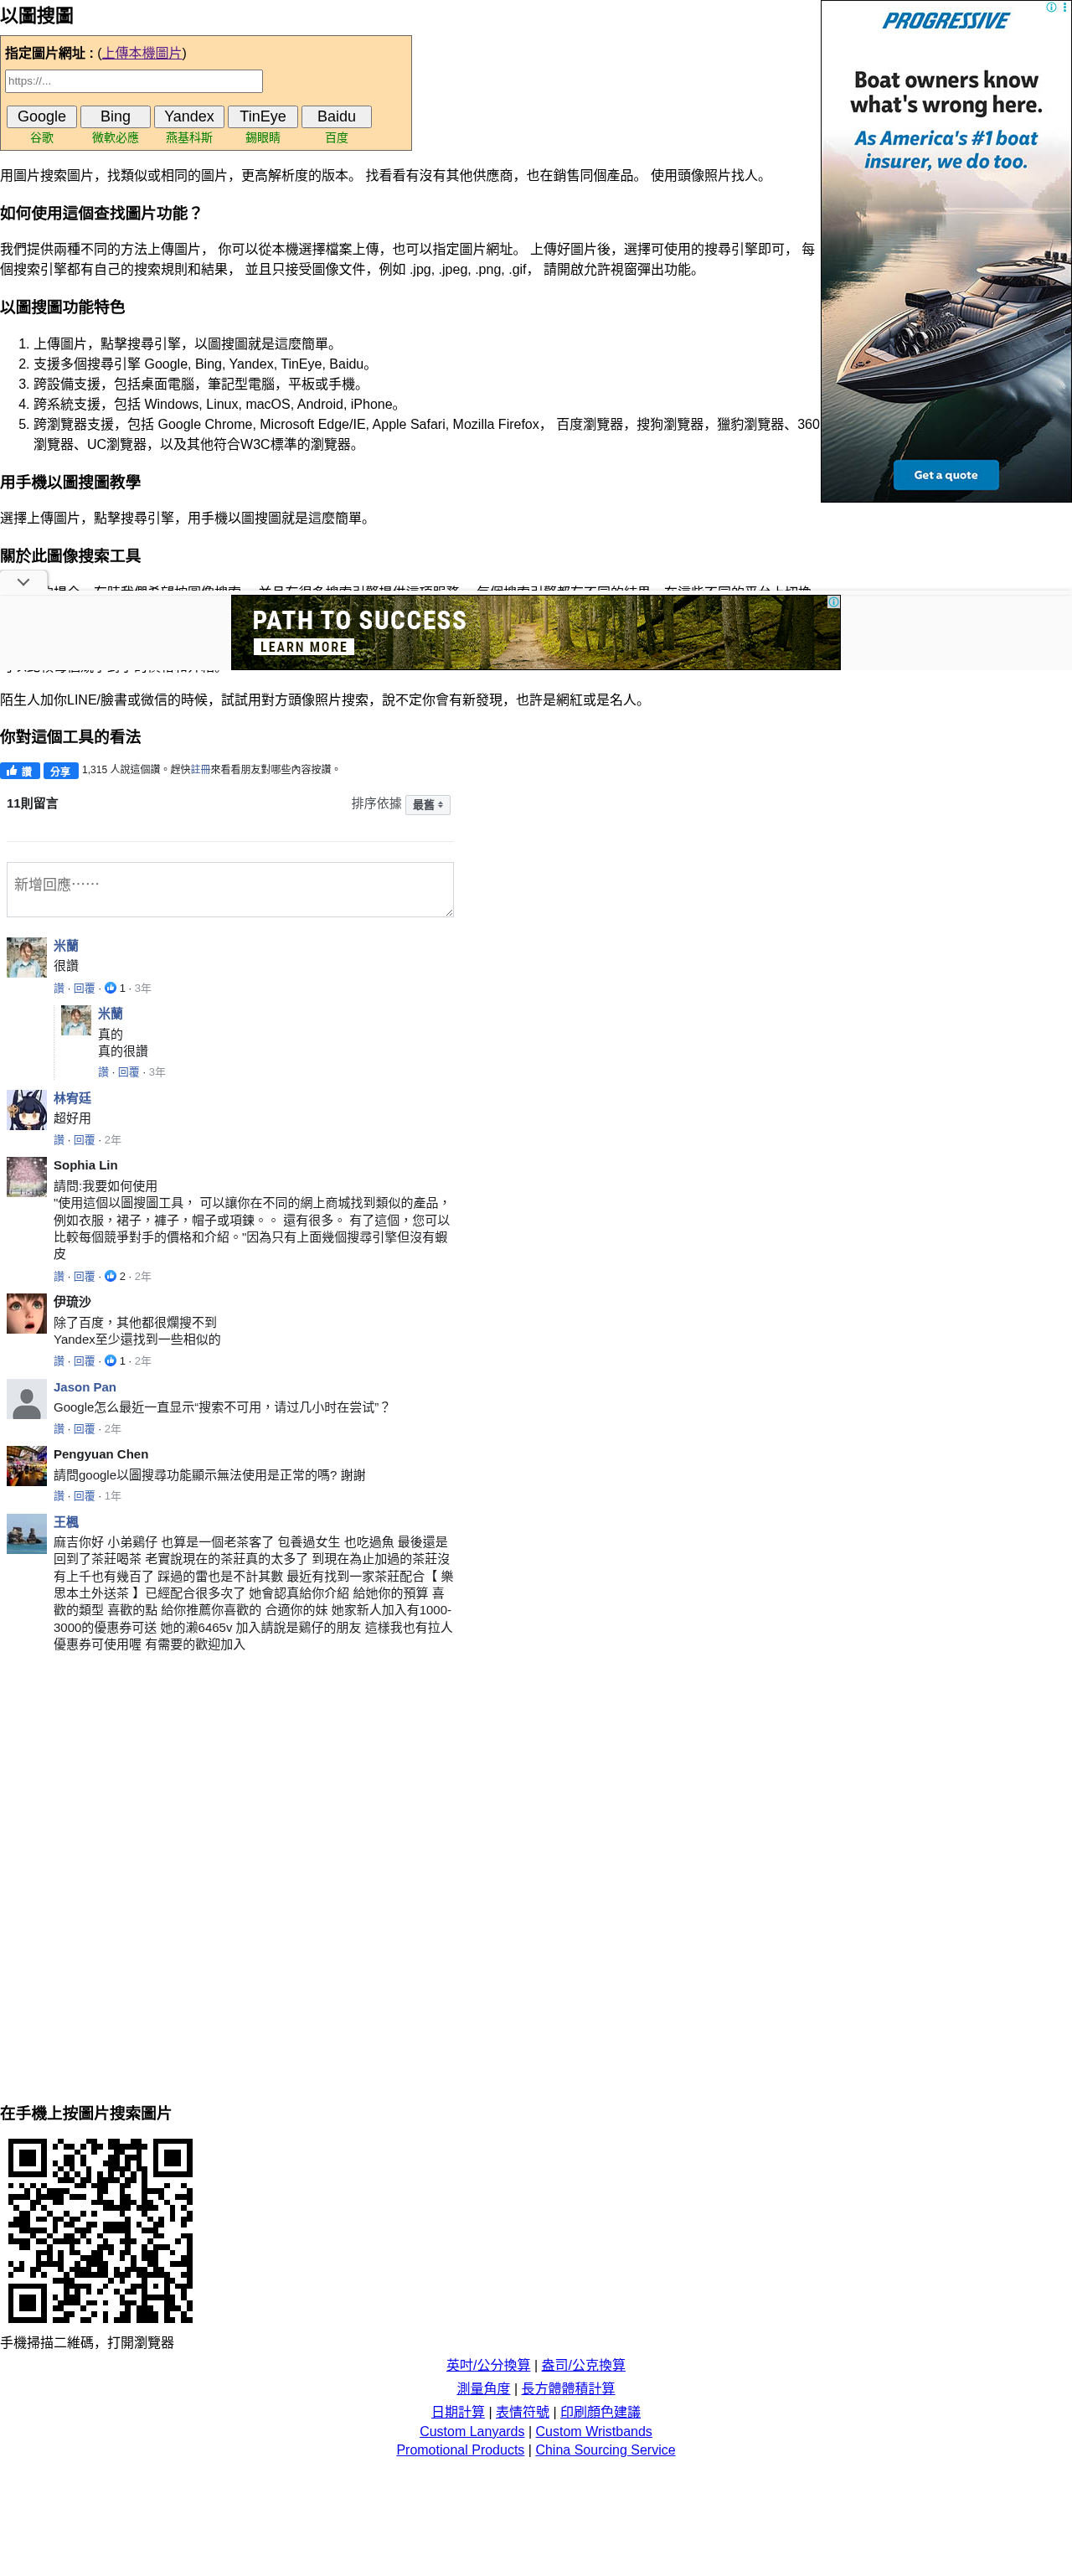 以圖搜圖
指定圖片網址 : (上傳本機圖片)
https://...
Google
Bing
Yandex
TinEye
Baidu
谷歌
微軟必應
燕基科斯
錫眼睛
百度
用圖片搜索圖片，找類似或相同的圖片，更高解析度的版本。 找看看有沒有其他供應商，也在銷售同個產品。 使用頭像照片找人。
如何使用這個查找圖片功能？
我們提供兩種不同的方法上傳圖片， 你可以從本機選擇檔案上傳，也可以指定圖片網址。 上傳好圖片後，選擇可使用的搜尋引擎即可， 每
個搜索引擎都有自己的搜索規則和結果， 並且只接受圖像文件，例如 .jpg, .jpeg, .png, .gif， 請開啟允許視窗彈出功能。
以圖搜圖功能特色
1. 上傳圖片，點擊搜尋引擎，以圖搜圖就是這麼簡單。
2. 支援多個搜尋引擎 Google, Bing, Yandex, TinEye, Baidu。
3. 跨設備支援，包括桌面電腦，筆記型電腦，平板或手機。
4. 跨系統支援，包括 Windows, Linux, macOS, Android, iPhone。
5. 跨瀏覽器支援，包括 Google Chrome, Microsoft Edge/IE, Apple Safari, Mozilla Firefox， 百度瀏覽器，搜狗瀏覽器，獵豹瀏覽器、360
瀏覽器、UC瀏覽器，以及其他符合W3C標準的瀏覽器。
用手機以圖搜圖教學
選擇上傳圖片，點擊搜尋引擎，用手機以圖搜圖就是這麼簡單。
關於此圖像搜索工具
PROGRESSIVE
Boat owners know
what's wrong here.
As America's #1 boat
insurer, we do too.
Get a quote
PATH TO SUCCESS
LEARN MORE
陌生人加你LINE/臉書或微信的時候，試試用對方頭像照片搜索，說不定你會有新發現，也許是網紅或是名人。
你對這個工具的看法
讚 分享 1,315 人說這個讚。趕快註冊來看看朋友對哪些內容按讚。
11則留言
排序依據 最舊
新增回應……
米蘭
很讚
讚 · 回覆 · 1 · 3年
米蘭
真的
真的很讚
讚 · 回覆 · 3年
林宥廷
超好用
讚 · 回覆 · 2年
Sophia Lin
請問:我要如何使用
"使用這個以圖搜圖工具， 可以讓你在不同的網上商城找到類似的產品，
例如衣服，裙子，褲子，帽子或項鍊。。 還有很多。 有了這個，您可以
比較每個競爭對手的價格和介紹。"因為只有上面幾個搜尋引擎但沒有蝦
皮
讚 · 回覆 · 2 · 2年
伊琉沙
除了百度，其他都很爛搜不到
Yandex至少還找到一些相似的
讚 · 回覆 · 1 · 2年
Jason Pan
Google怎么最近一直显示“搜索不可用，请过几小时在尝试”？
讚 · 回覆 · 2年
Pengyuan Chen
請問google以圖搜尋功能顯示無法使用是正常的嗎? 謝謝
讚 · 回覆 · 1年
王楓
麻吉你好 小弟鷄仔 也算是一個老茶客了 包養過女生 也吃過魚 最後還是
回到了茶莊喝茶 老實說現在的茶莊真的太多了 到現在為止加過的茶莊沒
有上千也有幾百了 踩過的雷也是不計其數 最近有找到一家茶莊配合【 樂
思本土外送茶 】已經配合很多次了 她會認真給你介紹 給她你的預算 喜
歡的類型 喜歡的點 給你推薦你喜歡的 合適你的妹 她家新人加入有1000-
3000的優惠券可送 她的濑6465v 加入請說是鷄仔的朋友 這樣我也有拉人
優惠券可使用喔 有需要的歡迎加入
在手機上按圖片搜索圖片
手機掃描二維碼，打開瀏覽器
英吋/公分換算 | 盎司/公克換算
測量角度 | 長方體體積計算
日期計算 | 表情符號 | 印刷顏色建議
Custom Lanyards | Custom Wristbands
Promotional Products | China Sourcing Service